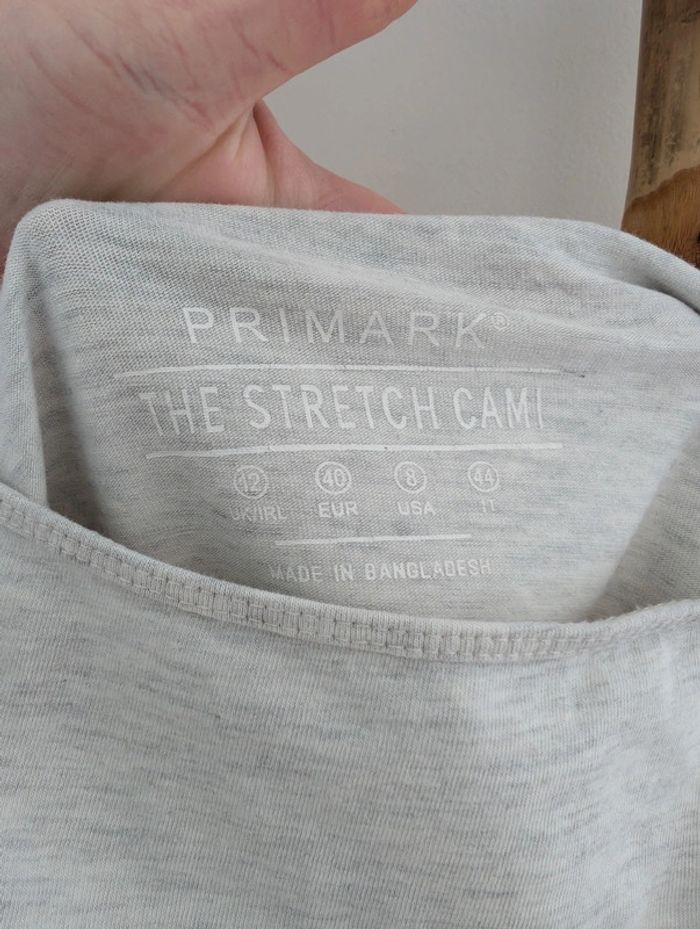 PRIMARK®
THE STRETCH CAMI
12 40 8 44
UK/IRL EUR USA IT
MADE IN BANGLADESH